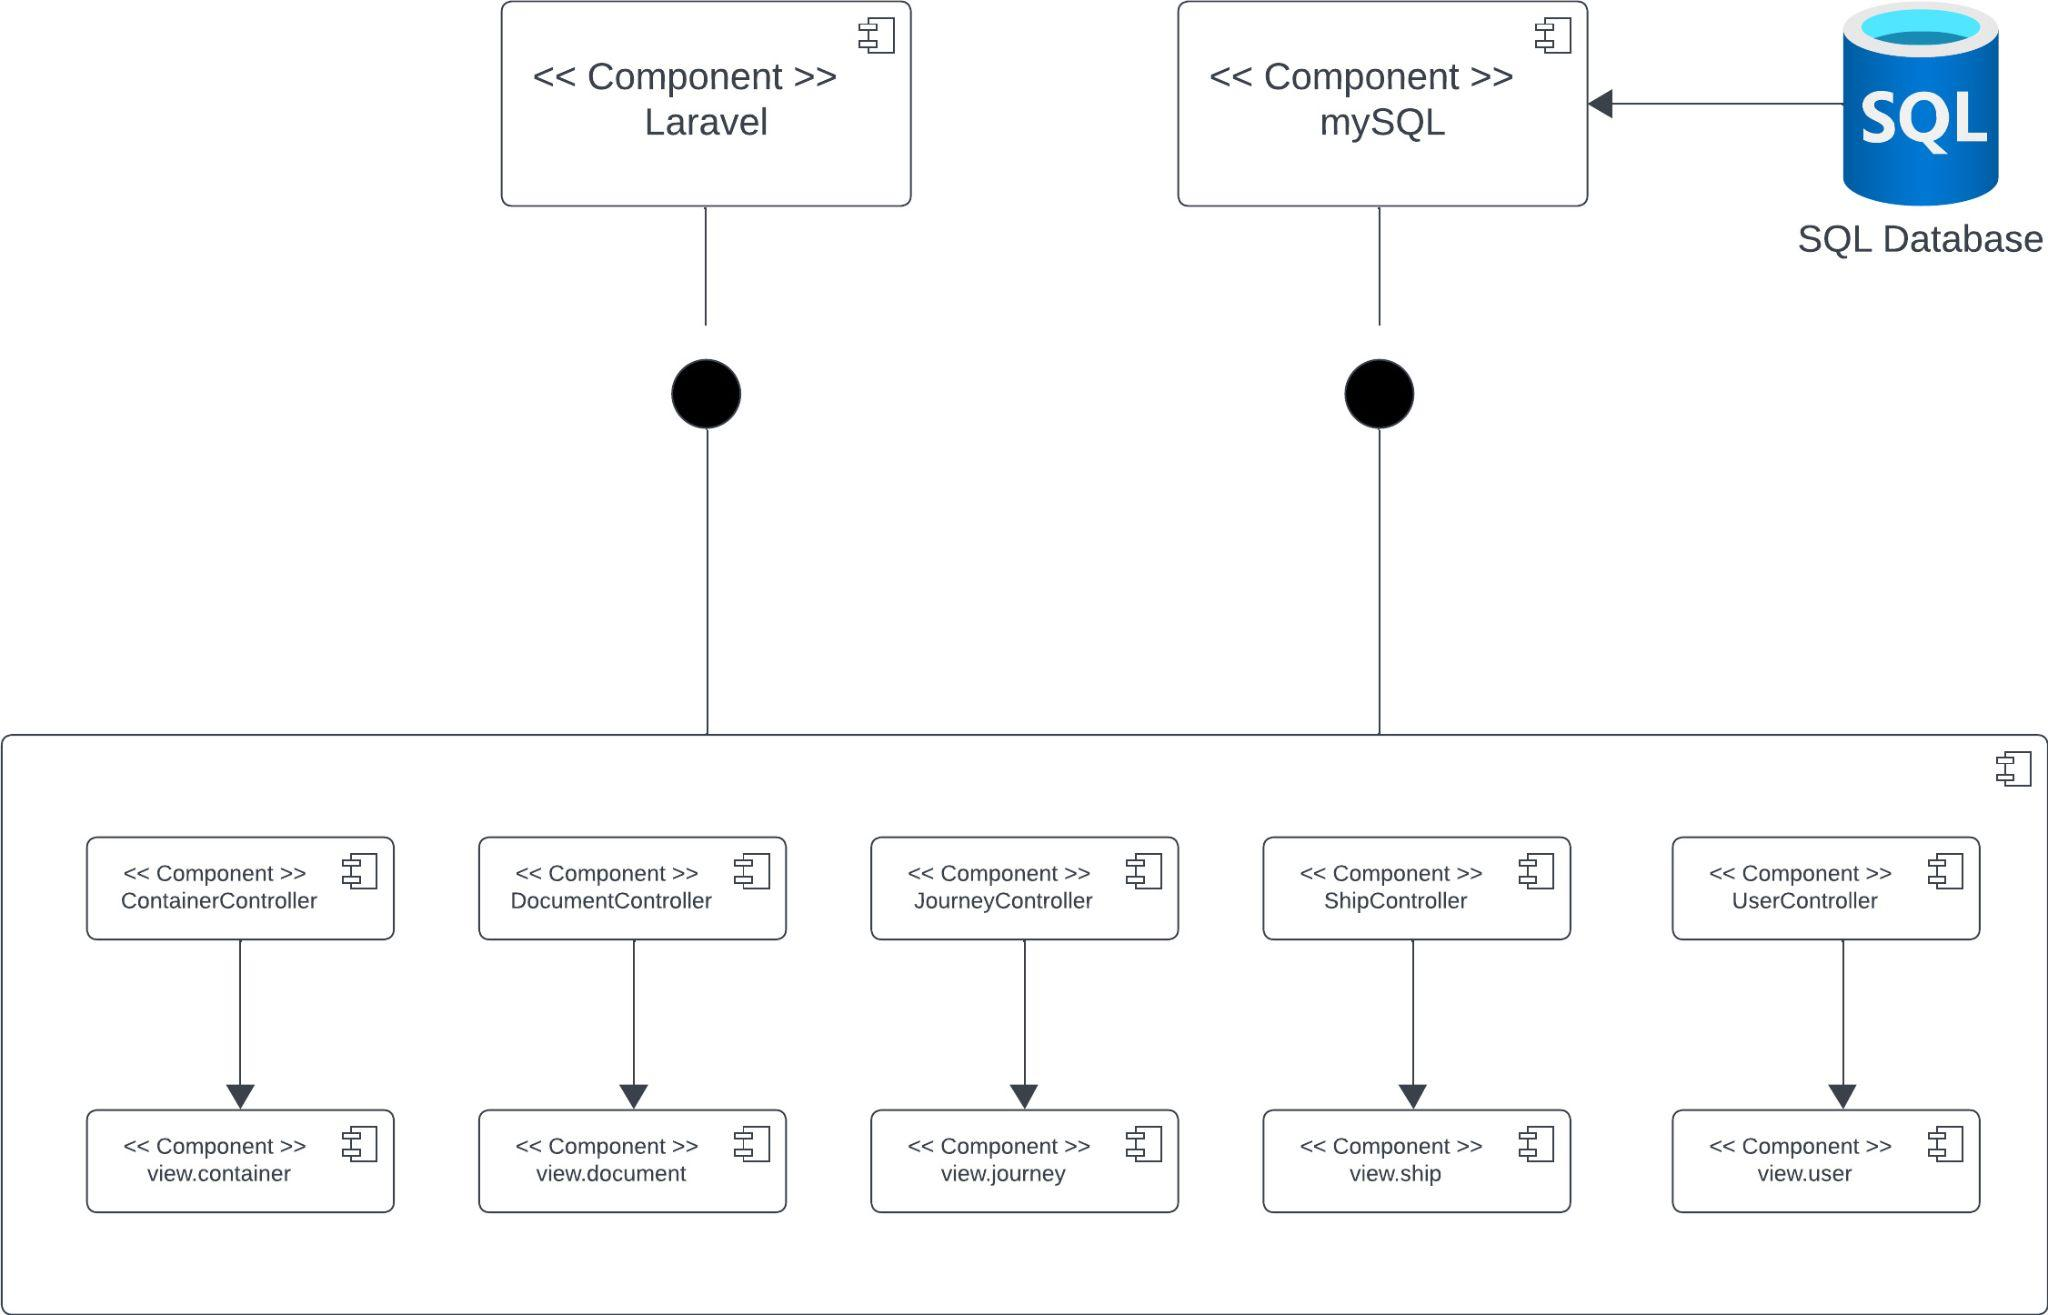 << Component >>
Laravel
<< Component >>
mySQL
SQL
SQL Database
<< Component >>
ContainerController
<< Component >>
DocumentController
<< Component >>
JourneyController
<< Component >>
ShipController
<< Component >>
UserController
<< Component >>
view.container
<< Component >>
view.document
<< Component >>
view.journey
<< Component >>
view.ship
<< Component >>
view.user